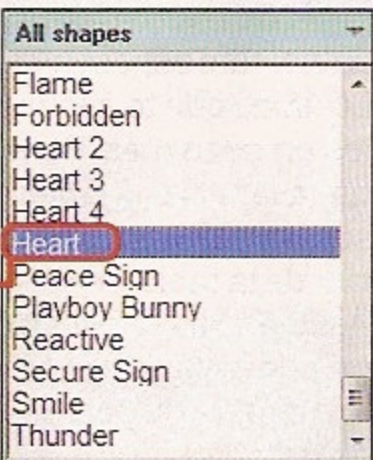 All shapes
Flame
Forbidden
Heart 2
Heart 3
Heart 4
Heart
Peace Sign
Playboy Bunny
Reactive
Secure Sign
Smile
Thunder